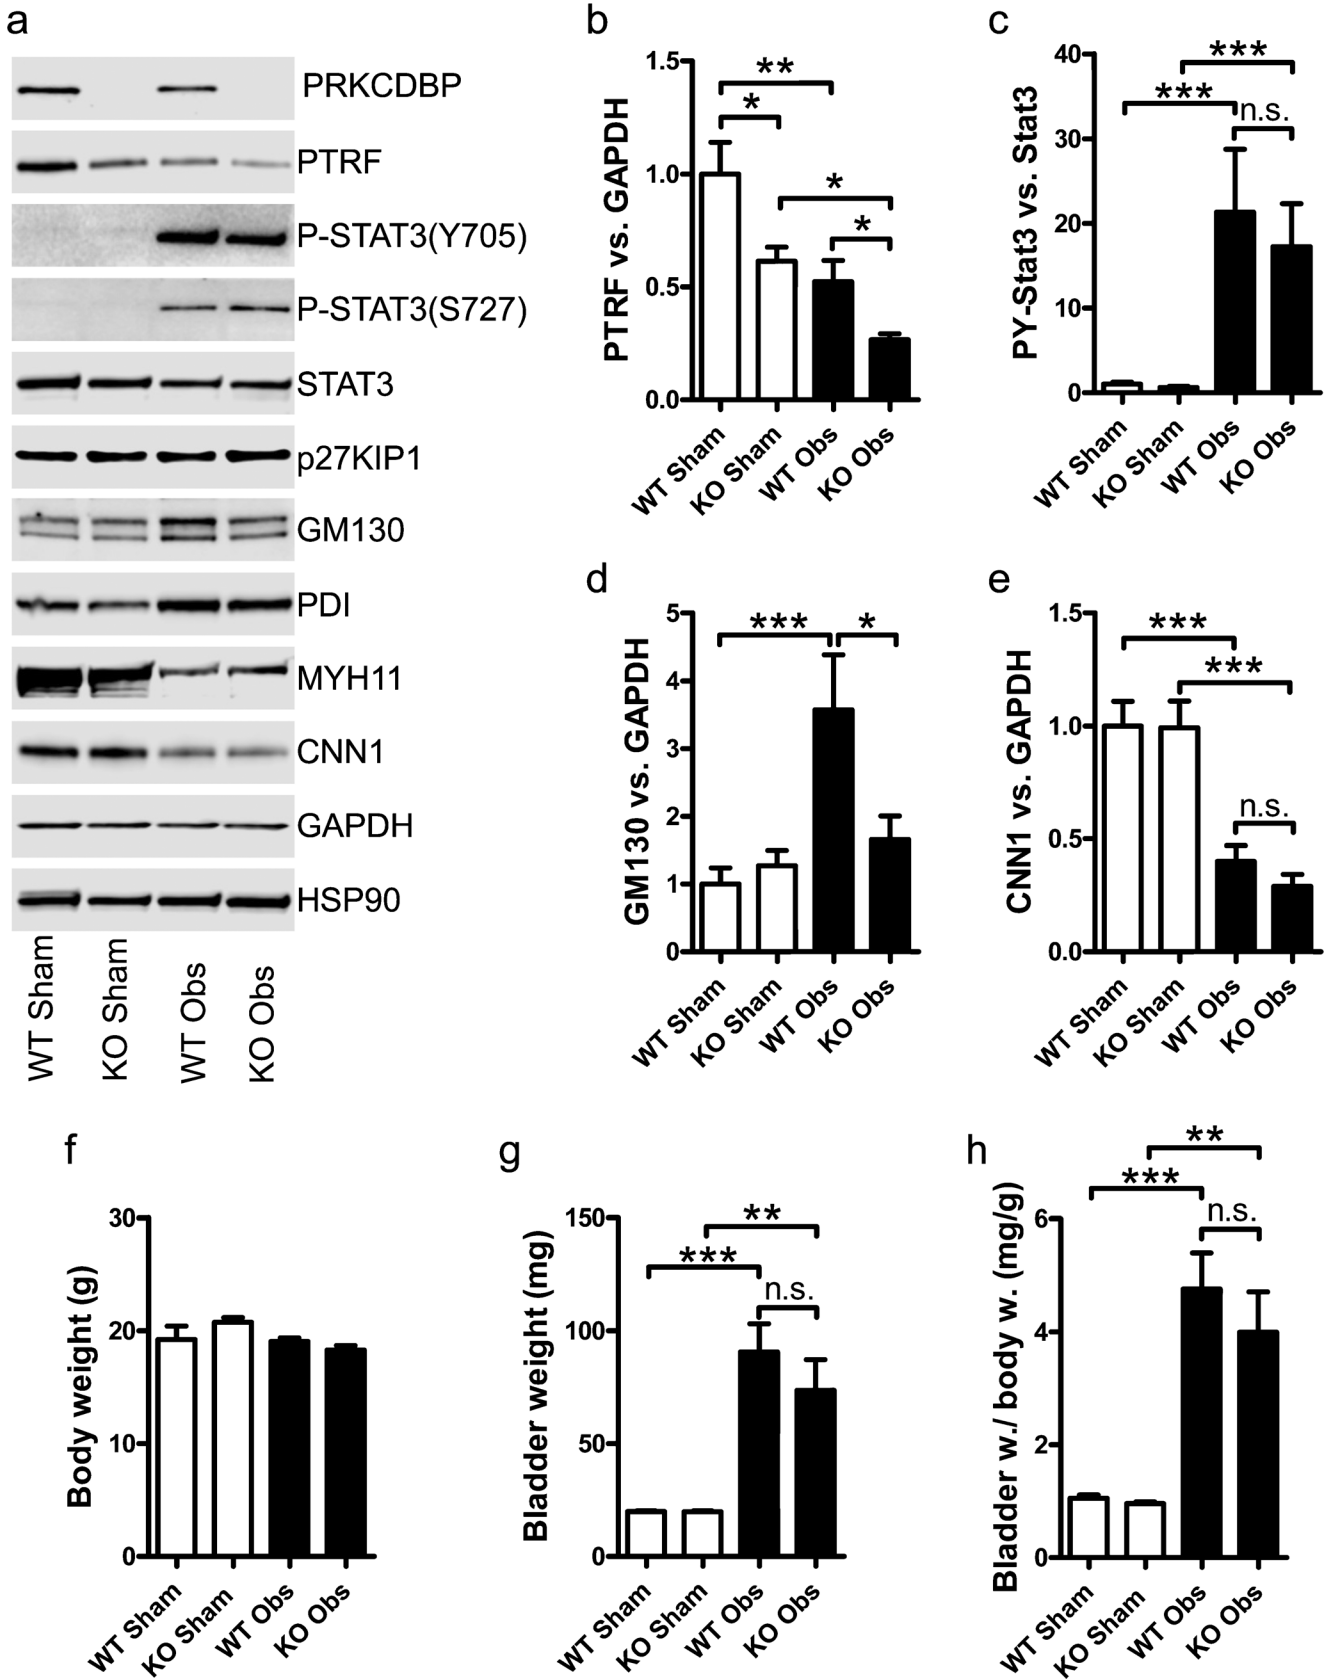 a
PRKCDBP
PTRF
P-STAT3(Y705)
P-STAT3(S727)
STAT3
p27KIP1
GM130
PDI
MYH11
CNN1
GAPDH
HSP90
WT Sham
KO Sham
WT Obs
KO Obs
b
PTRF vs. GAPDH
1.5
1.0
0.5
0.0
**
*
*
*
WT Sham
KO Sham
WT Obs
KO Obs
c
PY-Stat3 vs. Stat3
40
30
20
10
0
***
***
n.s.
WT Sham
KO Sham
WT Obs
KO Obs
d
GM130 vs. GAPDH
5
4
3
2
1
0
***
*
WT Sham
KO Sham
WT Obs
KO Obs
e
CNN1 vs. GAPDH
1.5
1.0
0.5
0.0
***
***
n.s.
WT Sham
KO Sham
WT Obs
KO Obs
f
Body weight (g)
30
20
10
0
WT Sham
KO Sham
WT Obs
KO Obs
g
Bladder weight (mg)
150
100
50
0
**
***
n.s.
WT Sham
KO Sham
WT Obs
KO Obs
h
Bladder w./ body w. (mg/g)
6
4
2
0
**
***
n.s.
WT Sham
KO Sham
WT Obs
KO Obs